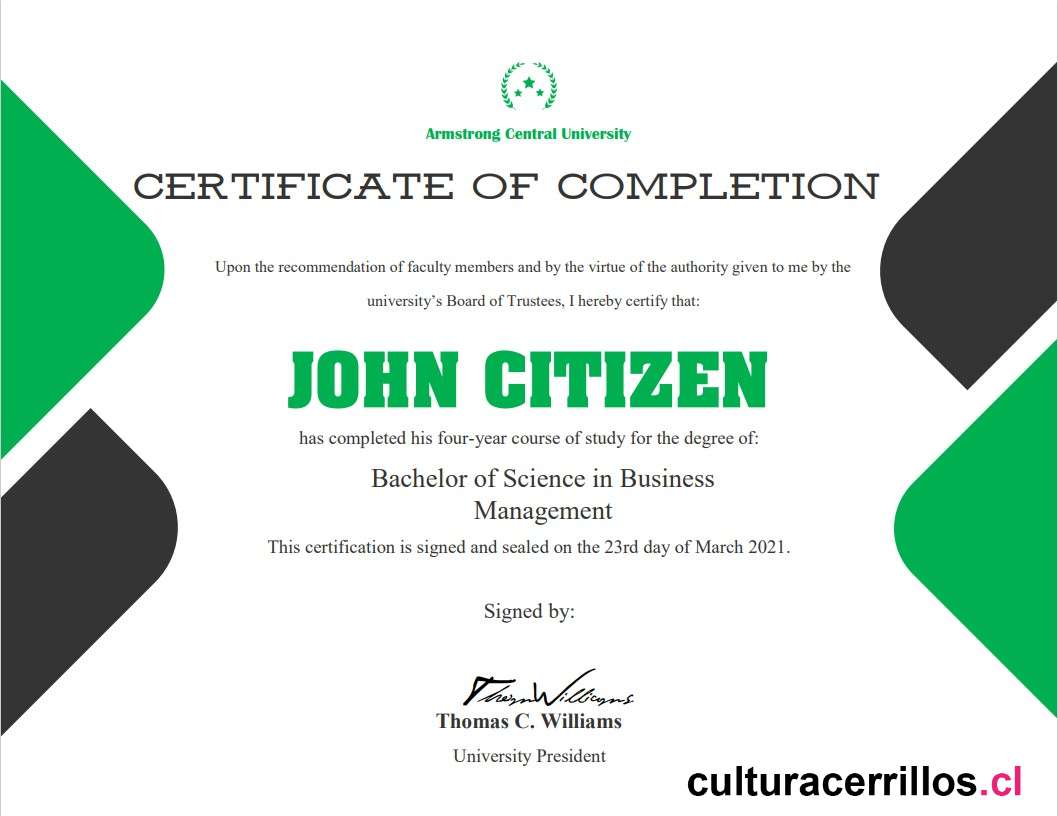 Armstrong Central University
CERTIFICATE OF COMPLETION
Upon the recommendation of faculty members and by the virtue of the authority given to me by the
university’s Board of Trustees, I hereby certify that:
JOHN CITIZEN
has completed his four-year course of study for the degree of:
Bachelor of Science in Business
Management
This certification is signed and sealed on the 23rd day of March 2021.
Signed by:
Thomas C. Williams
University President
culturacerrillos.cl